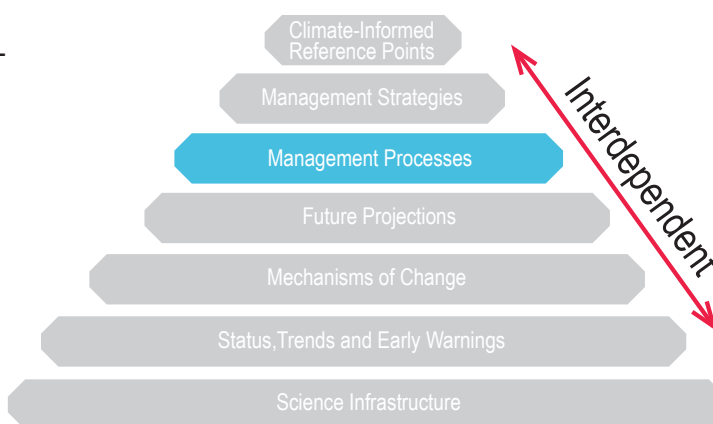 Climate-Informed
Reference Points
Management Strategies
Interdependent
Management Processes
Future Projections
Mechanisms of Change
Status,Trends and Early Warnings
Science Infrastructure